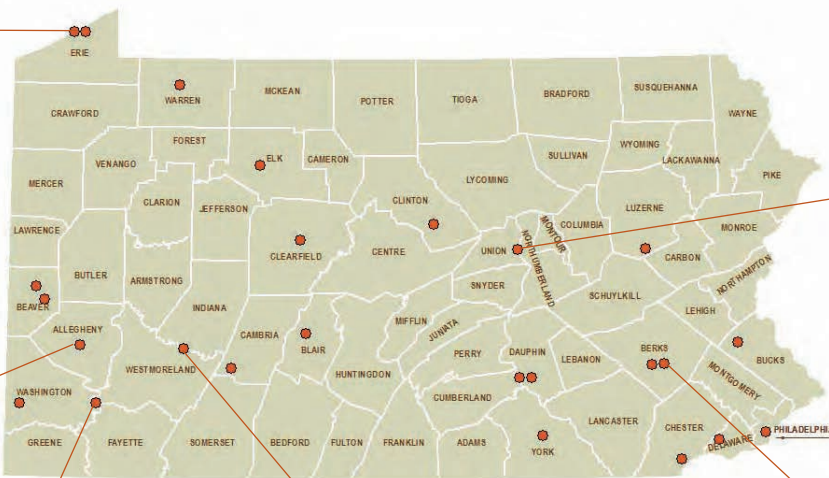 ERIE
WARREN
MCKEAN
POTTER
TIOGA
BRADFORD
SUSQUEHANNA
WAYNE
CRAWFORD
FOREST
ELK
CAMERON
VENANGO
SULLIVAN
WYOMING
LACKAWANNA
PIKE
MERCER
CLARION
JEFFERSON
CLINTON
LYCOMING
COLUMBIA
LUZERNE
MONROE
LAWRENCE
CLEARFIELD
CENTRE
UNION
MONTOUR
NORTHUMBERLAND
CARBON
NORTHAMPTON
BUTLER
ARMSTRONG
INDIANA
SNYDER
SCHUYLKILL
LEHIGH
BEAVER
ALLEGHENY
CAMBRIA
BLAIR
MIFFLIN
JUNIATA
PERRY
DAUPHIN
LEBANON
BERKS
BUCKS
WESTMORELAND
HUNTINGDON
MONTGOMERY
WASHINGTON
CUMBERLAND
LANCASTER
CHESTER
DELAWARE
PHILADELPHI
GREENE
FAYETTE
SOMERSET
BEDFORD
FULTON
FRANKLIN
ADAMS
YORK